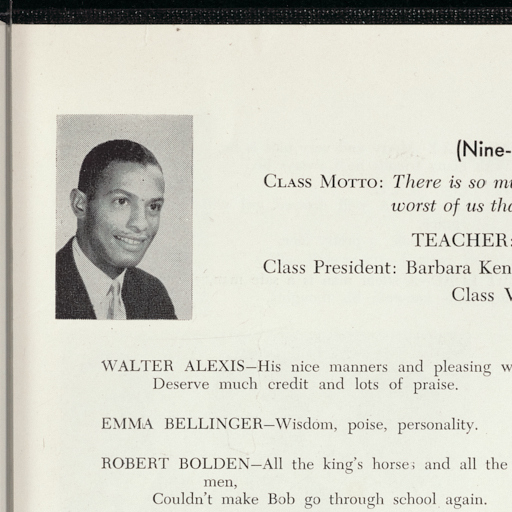 (Nine-
CLASS MOTTO: There is so
worst of us
TEACHER:
Class President: Barbara
Class
WALTER ALEXIS—His nice manners and pleasing
Deserve much credit and lots of praise.
EMMA BELLINGER—Wisdom, poise, personality.
ROBERT BOLDEN—All the king's horses and all the
men,
Couldn't make Bob go through school again.